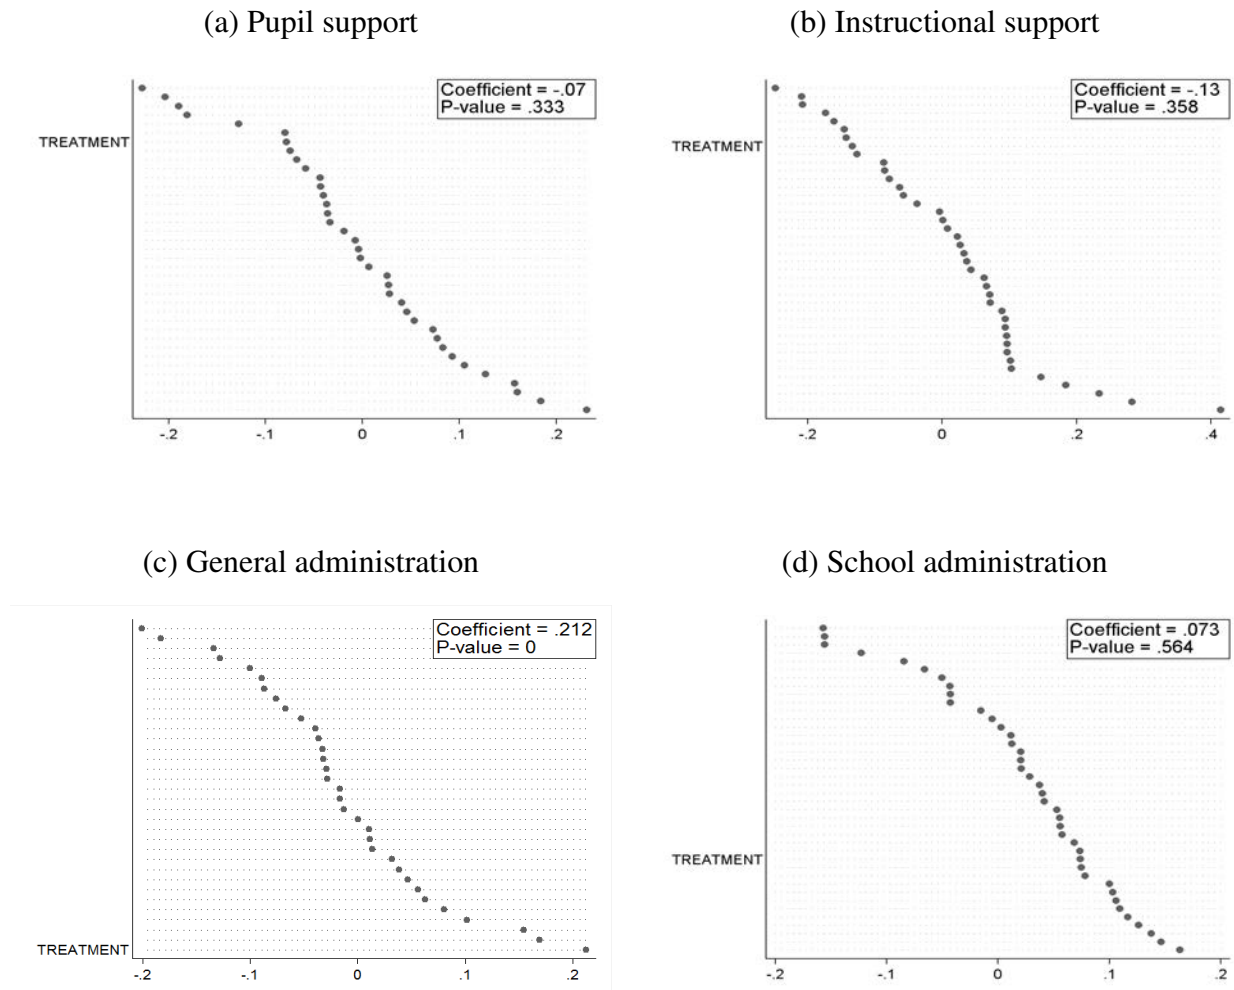 (a) Pupil support
Coefficient = -.07
P-value = .333
TREATMENT
-.2 -.1 0 .1 .2
(b) Instructional support
Coefficient = -.13
P-value = .358
TREATMENT
-.2 0 .2 .4
(c) General administration
Coefficient = .212
P-value = 0
TREATMENT
-.2 -.1 0 .1 .2
(d) School administration
Coefficient = .073
P-value = .564
TREATMENT
-.2 -.1 0 .1 .2